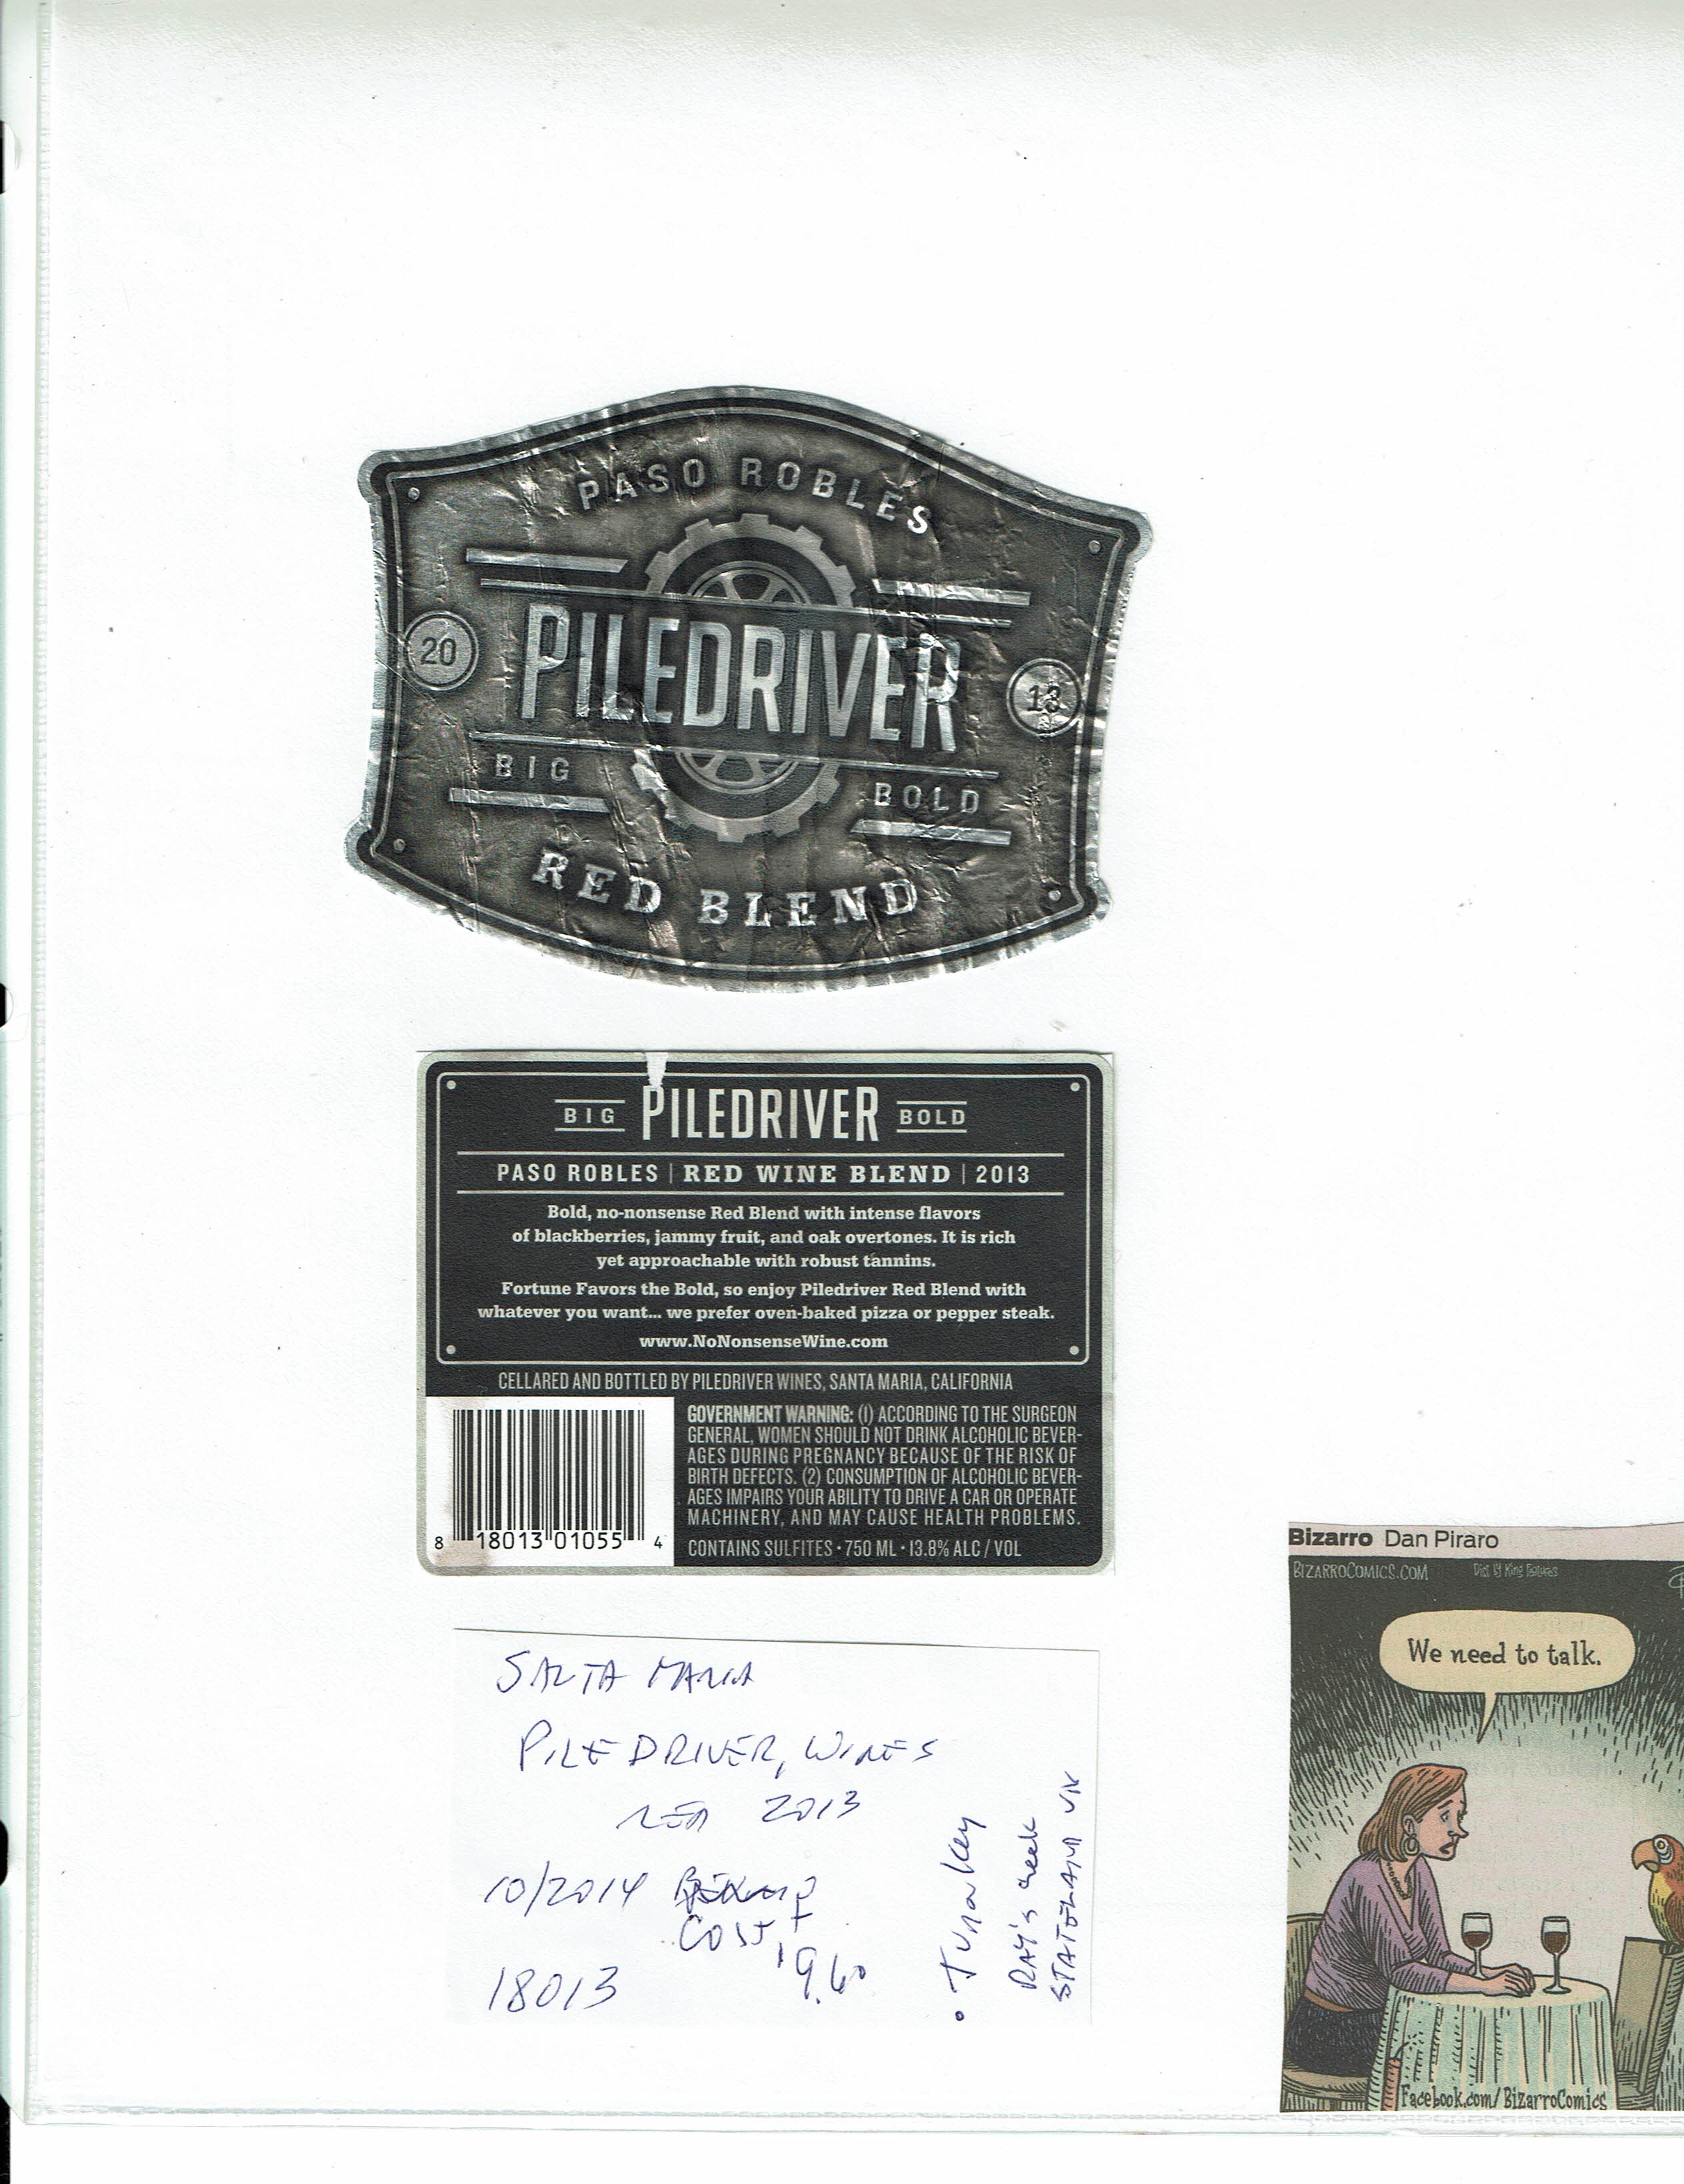 PASO ROBLES
20 PILEDRIVER 13
BIG BOLD
RED BLEND
BIG PILEDRIVER BOLD
PASO ROBLES | RED WINE BLEND | 2013
Bold, no-nonsense Red Blend with intense flavors
of blackberries, jammy fruit, and oak overtones. It is rich
yet approachable with robust tannins.
Fortune Favors the Bold, so enjoy Piledriver Red Blend with
whatever you want... we prefer oven-baked pizza or pepper steak.
www.NoNonsenseWine.com
CELLARED AND BOTTLED BY PILEDRIVER WINES, SANTA MARIA, CALIFORNIA
GOVERNMENT WARNING: (1) ACCORDING TO THE SURGEON
GENERAL, WOMEN SHOULD NOT DRINK ALCOHOLIC BEVER-
AGES DURING PREGNANCY BECAUSE OF THE RISK OF
BIRTH DEFECTS. (2) CONSUMPTION OF ALCOHOLIC BEVER-
AGES IMPAIRS YOUR ABILITY TO DRIVE A CAR OR OPERATE
MACHINERY, AND MAY CAUSE HEALTH PROBLEMS.
CONTAINS SULFITES • 750 ML • 13.8% ALC / VOL
8 18013 01055 4
SANTA MARIA
PILEDRIVER, WINES
RED 2013
10/2014
COST
9.60
18013
• Turnkey
RAY'S
STATELAND
Bizarro Dan Piraro
BIZARROCOMICS.COM Dist by King Features
We need to talk.
Facebook.com/BizarroComics